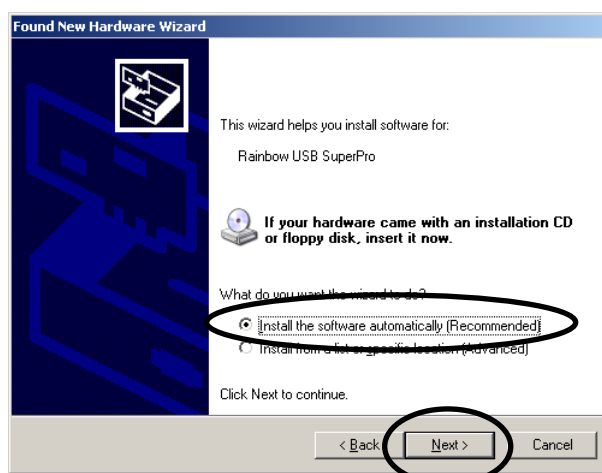 Found New Hardware Wizard
This wizard helps you install software for:
Rainbow USB SuperPro
If your hardware came with an installation CD
or floppy disk, insert it now.
What do you want the wizard to do?
Install the software automatically (Recommended)
Install from a list or specific location (Advanced)
Click Next to continue.
< Back
Next >
Cancel